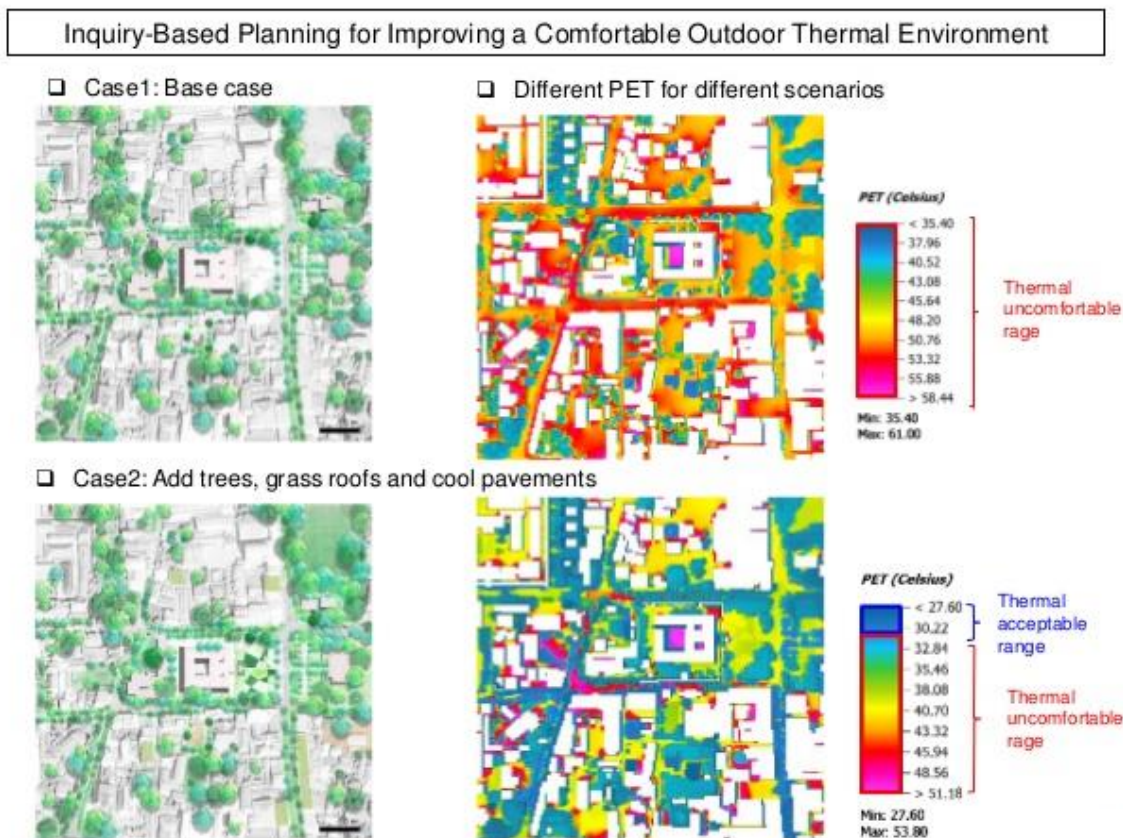 Inquiry-Based Planning for Improving a Comfortable Outdoor Thermal Environment
Case1: Base case
Different PET for different scenarios
PET (Celsius)
< 35.40
37.96
40.52
43.08
45.64
48.20
50.76
53.32
55.88
> 58.44
Min: 35.40
Max: 61.00
Thermal
uncomfortable
rage
Case2: Add trees, grass roofs and cool pavements
PET (Celsius)
< 27.60
30.22
32.84
35.46
38.08
40.70
43.32
45.94
48.56
> 51.18
Min: 27.60
Max: 53.80
Thermal
acceptable
range
Thermal
uncomfortable
rage